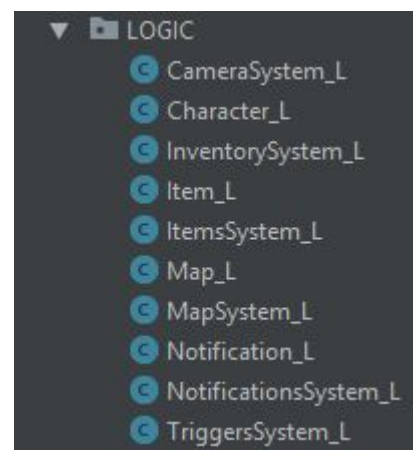 LOGIC
CameraSystem_L
Character_L
InventorySystem_L
Item_L
ItemsSystem_L
Map_L
MapSystem_L
Notification_L
NotificationsSystem_L
TriggersSystem_L